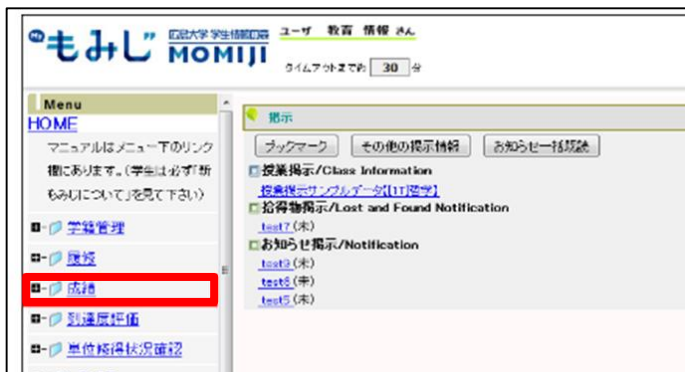 Myもみじ 広島大学 学生情報の森 MOMIJI
ユーザ 教育 情報 さん
タイムアウトまで約 30 分
Menu
HOME
マニュアルはメニュー下のリンク
欄にあります。(学生は必ず「新
もみじについて」を見て下さい)
学籍管理
履修
成績
到達度評価
単位修得状況確認
掲示
ブックマーク その他の掲示情報 お知らせ一括既読
授業掲示/Class Information
授業掲示サンプルデータ【IT哲学】
拾得物掲示/Lost and Found Notification
test7(未)
お知らせ掲示/Notification
test9(未)
test6(未)
test5(未)